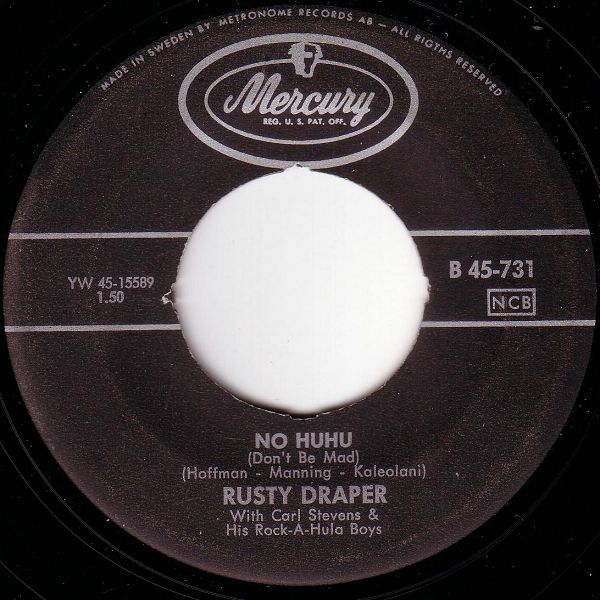 MADE IN SWEDEN BY METRONOME RECORDS AB – ALL RIGTHS RESERVED
Mercury
REG. U. S. PAT. OFF.
YW 45-15589
1.50
B 45-731
NCB
NO HUHU
(Don't Be Mad)
(Hoffman - Manning - Kaleolani)
RUSTY DRAPER
With Carl Stevens &
His Rock-A-Hula Boys